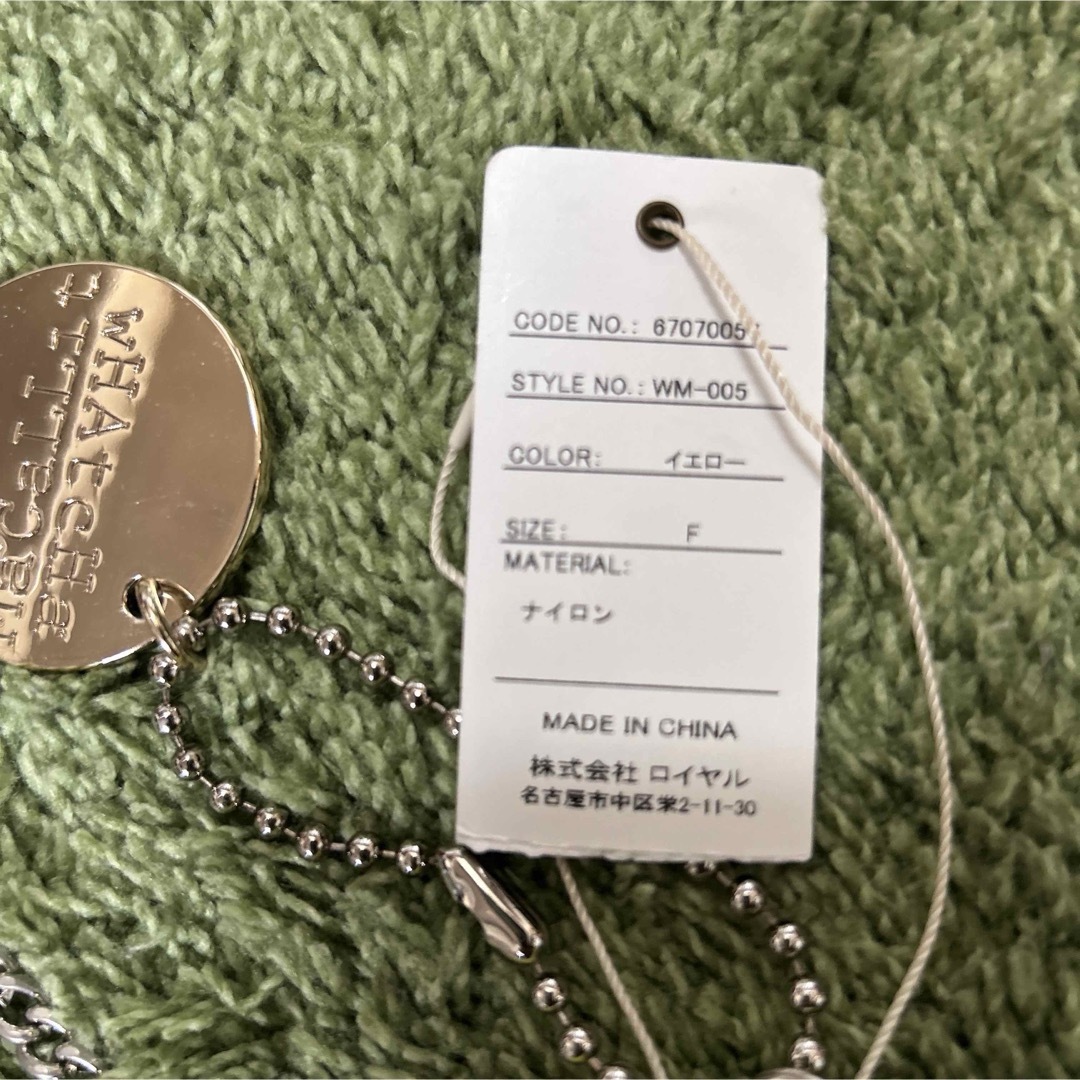 WHAtCHa
CODE NO.: 6707005
STYLE NO.: WM-005
COLOR: イエロー
SIZE: F
MATERIAL:
ナイロン
MADE IN CHINA
株式会社 ロイヤル
名古屋市中区栄2-11-30